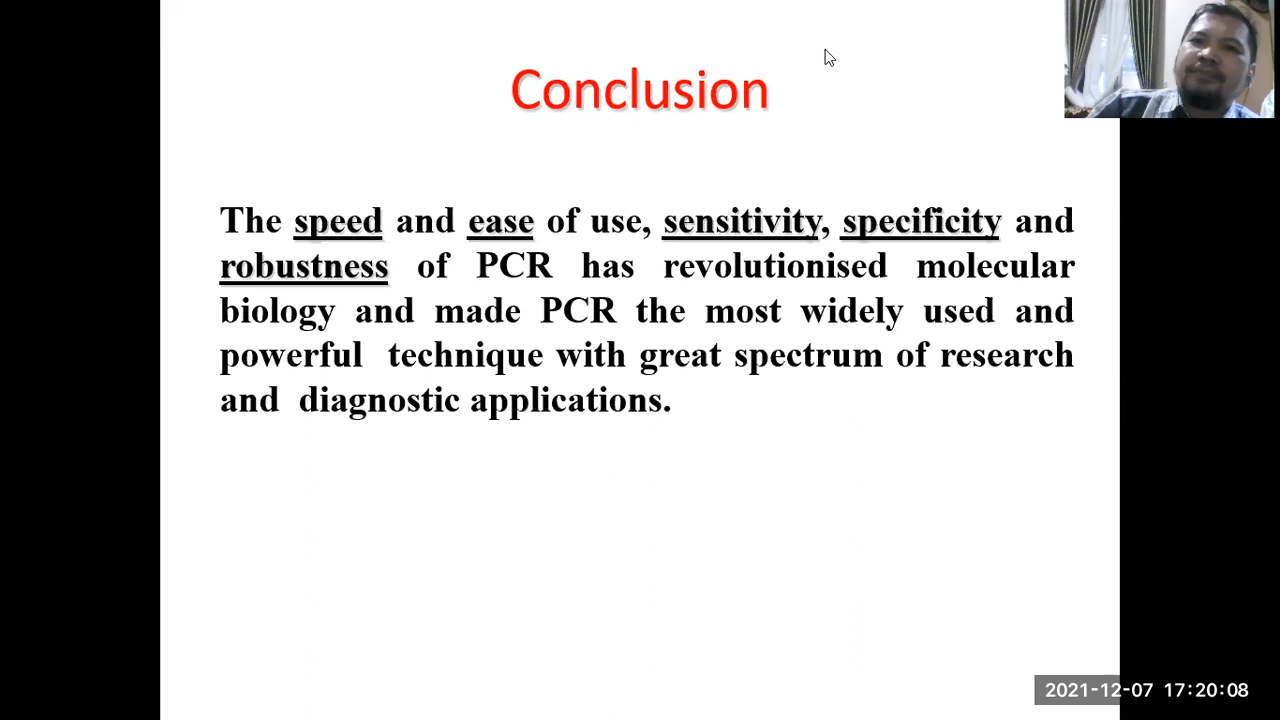 Conclusion
The speed and ease of use, sensitivity, specificity and
robustness of PCR has revolutionised molecular
biology and made PCR the most widely used and
powerful technique with great spectrum of research
and diagnostic applications.
2021-12-07 17:20:08